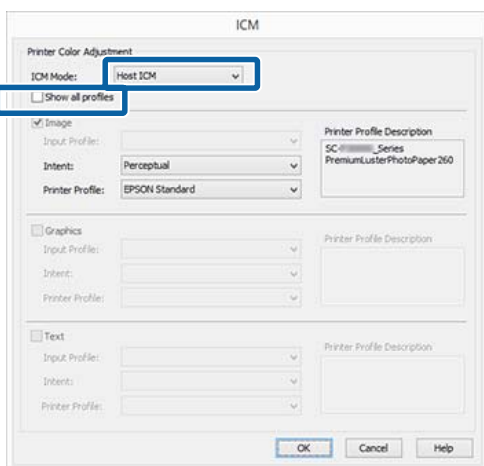 ICM
Printer Color Adjustment
ICM Mode: Host ICM
Show all profiles
Image
Input Profile:
Intent: Perceptual
Printer Profile: EPSON Standard
Printer Profile Description
SC- _Series
PremiumLusterPhotoPaper260
Graphics
Input Profile:
Intent:
Printer Profile:
Printer Profile Description
Text
Input Profile:
Intent:
Printer Profile:
Printer Profile Description
OK Cancel Help